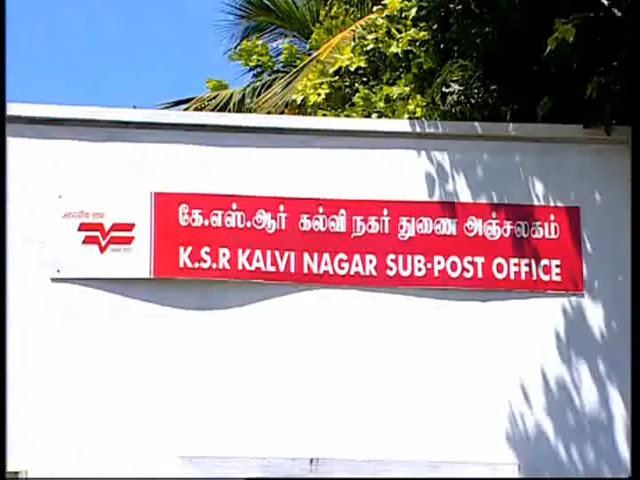 கே.எஸ்.ஆர் கல்வி நகர் துணை அஞ்சலகம்
K.S.R KALVI NAGAR SUB-POST OFFICE